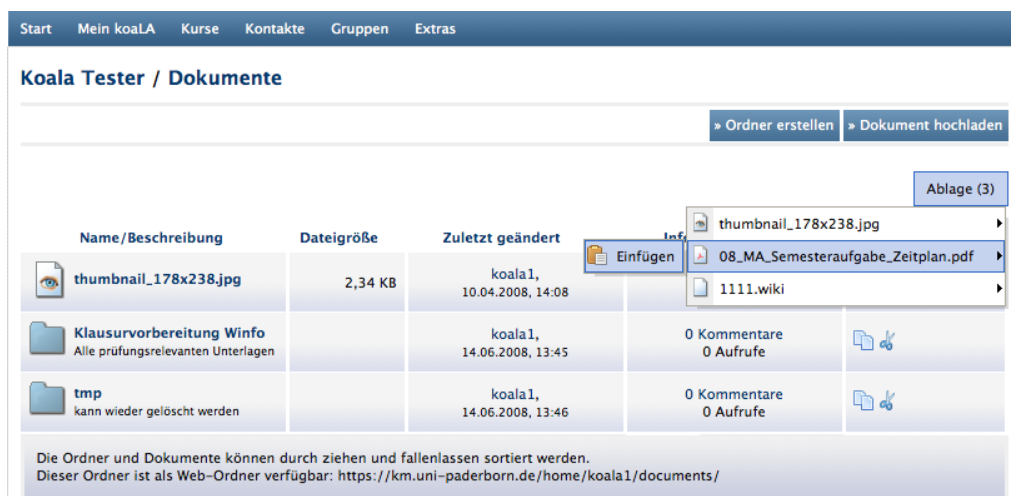 Start Mein koaLA Kurse Kontakte Gruppen Extras
Koala Tester / Dokumente
» Ordner erstellen » Dokument hochladen
Ablage (3)
thumbnail_178x238.jpg
Einfügen 08_MA_Semesteraufgabe_Zeitplan.pdf
1111.wiki
Name/Beschreibung Dateigröße Zuletzt geändert
thumbnail_178x238.jpg 2,34 KB koala1,
10.04.2008, 14:08
Klausurvorbereitung Winfo koala1, 0 Kommentare
Alle prüfungsrelevanten Unterlagen 14.06.2008, 13:45 0 Aufrufe
tmp koala1, 0 Kommentare
kann wieder gelöscht werden 14.06.2008, 13:46 0 Aufrufe
Die Ordner und Dokumente können durch ziehen und fallenlassen sortiert werden.
Dieser Ordner ist als Web-Ordner verfügbar: https://km.uni-paderborn.de/home/koala1/documents/